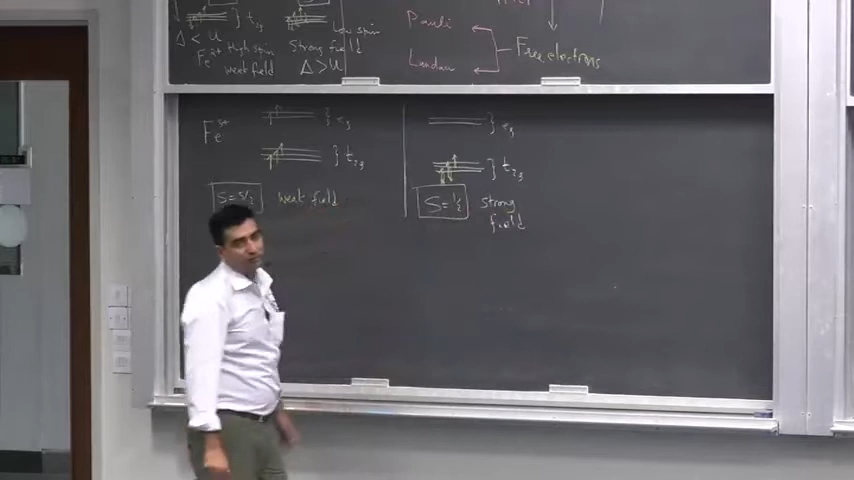 } t₂g
Low spin
Δ < U
Fe²⁺ High spin
weak field
Strong field
Δ > U
Pauli
Landau
Free electrons
Fe³⁺
} eg
} t₂g
S = 5/2
weak field
} eg
} t₂g
S = 1/2
strong
field